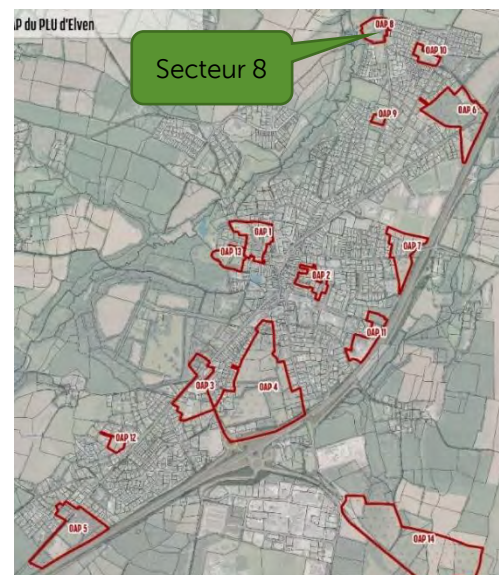 AP du PLU d'Elven
Secteur 8
OAP 8
OAP 10
OAP 6
OAP 9
OAP 1
OAP 13
OAP 7
OAP 2
OAP 11
OAP 3
OAP 4
OAP 12
OAP 5
OAP 14